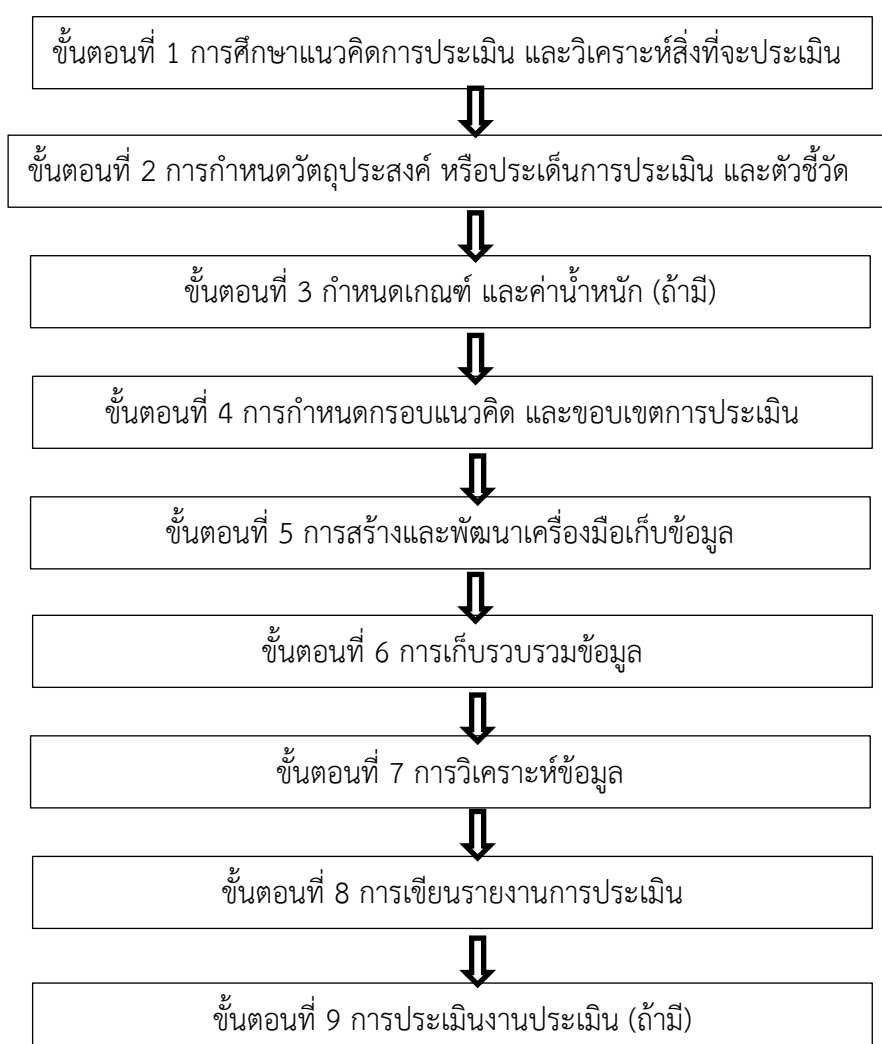 ขั้นตอนที่ 1 การศึกษาแนวคิดการประเมิน และวิเคราะห์สิ่งที่จะประเมิน
ขั้นตอนที่ 2 การกำหนดวัตถุประสงค์ หรือประเด็นการประเมิน และตัวชี้วัด
ขั้นตอนที่ 3 กำหนดเกณฑ์ และค่าน้ำหนัก (ถ้ามี)
ขั้นตอนที่ 4 การกำหนดกรอบแนวคิด และขอบเขตการประเมิน
ขั้นตอนที่ 5 การสร้างและพัฒนาเครื่องมือเก็บข้อมูล
ขั้นตอนที่ 6 การเก็บรวบรวมข้อมูล
ขั้นตอนที่ 7 การวิเคราะห์ข้อมูล
ขั้นตอนที่ 8 การเขียนรายงานการประเมิน
ขั้นตอนที่ 9 การประเมินงานประเมิน (ถ้ามี)